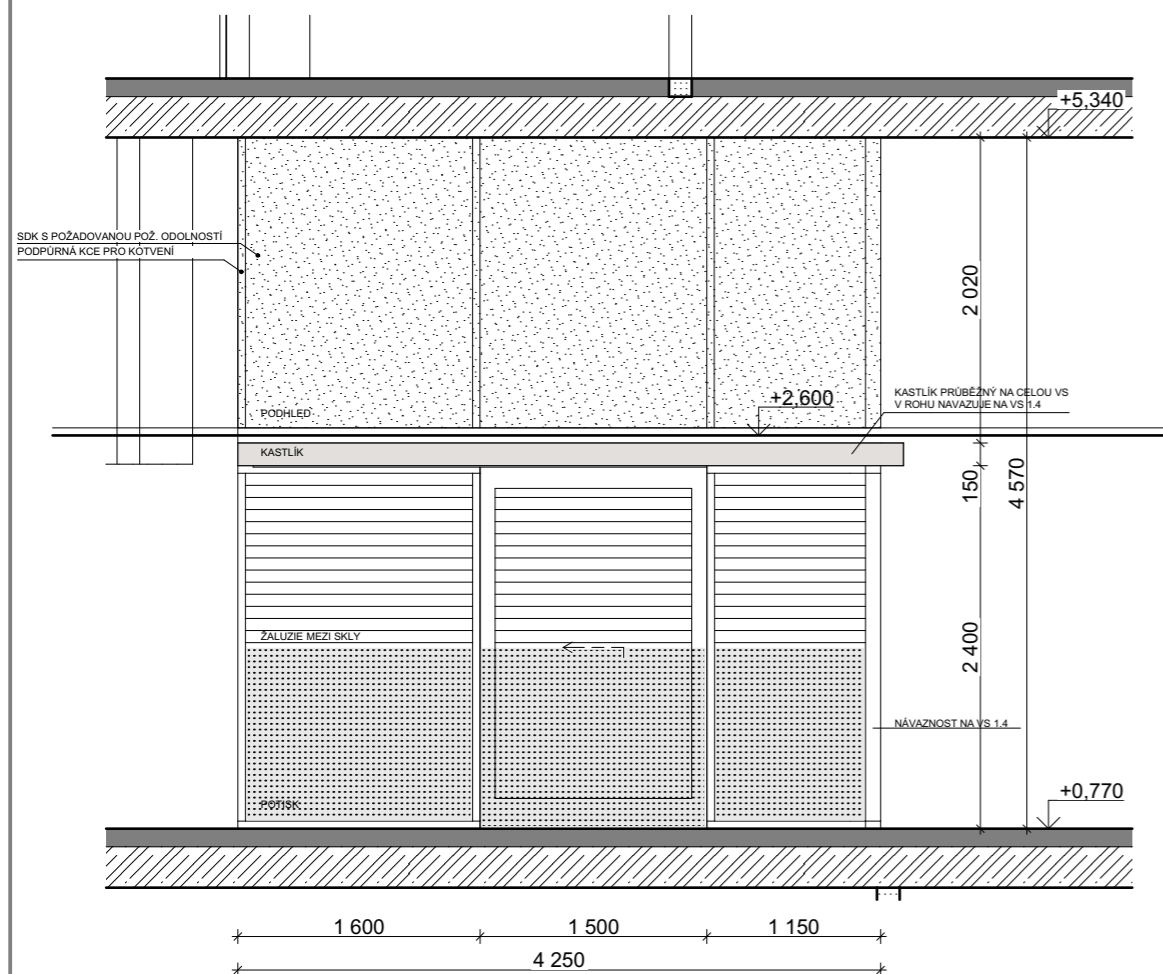 +5,340
SDK S POŽADOVANOU POŽ. ODOLNOSTÍ
PODPŮRNÁ KCE PRO KOTVENÍ
2 020
PODHLED
+2,600
KASTLÍK PRŮBĚŽNÝ NA CELOU VS
V ROHU NAVAZUJE NA VS 1.4
KASTLÍK
150
4 570
ŽALUZIE MEZI SKLY
2 400
NÁVAZNOST NA VS 1.4
POTISK
+0,770
1 600
1 500
1 150
4 250